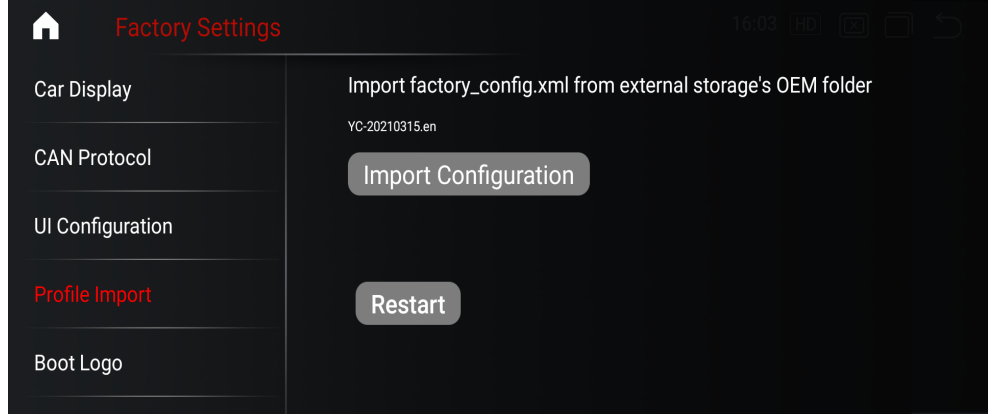 Factory Settings
16:03 HD
Car Display
CAN Protocol
UI Configuration
Profile Import
Boot Logo
Import factory_config.xml from external storage's OEM folder
YC-20210315.en
Import Configuration
Restart